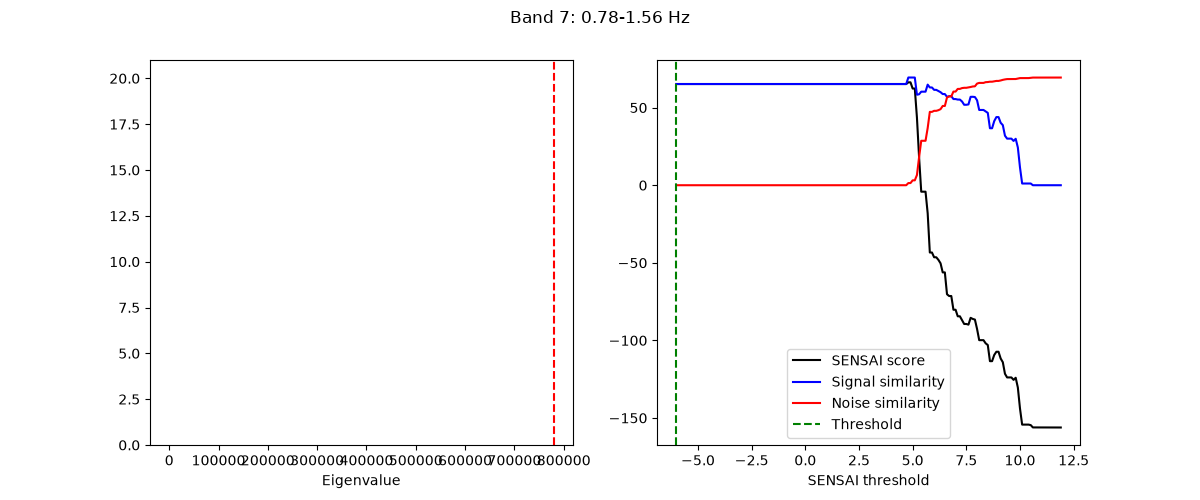 Band 7: 0.78-1.56 Hz
20.0
17.5
15.0
12.5
10.0
7.5
5.0
2.5
0.0
0 100000 200000 300000 400000 500000 600000 700000 800000
Eigenvalue
50
0
−50
−100
−150
SENSAI score
Signal similarity
Noise similarity
Threshold
−5.0 −2.5 0.0 2.5 5.0 7.5 10.0 12.5
SENSAI threshold